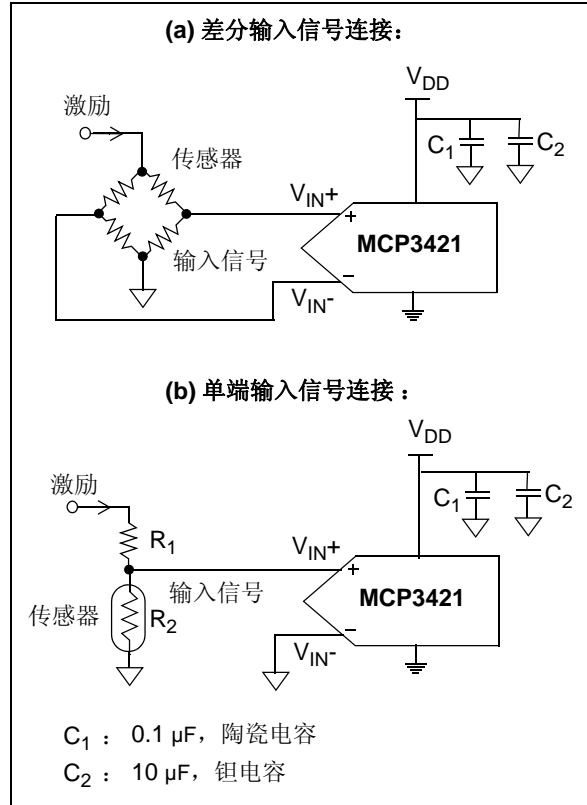 (a) 差分输入信号连接：
V_DD
激励
传感器
C_1
C_2
V_IN+
+
MCP3421
输入信号
−
V_IN-
(b) 单端输入信号连接：
V_DD
激励
C_1
C_2
R_1
V_IN+
+
输入信号
MCP3421
传感器
R_2
−
V_IN-
C_1： 0.1 µF，陶瓷电容
C_2： 10 µF，钽电容